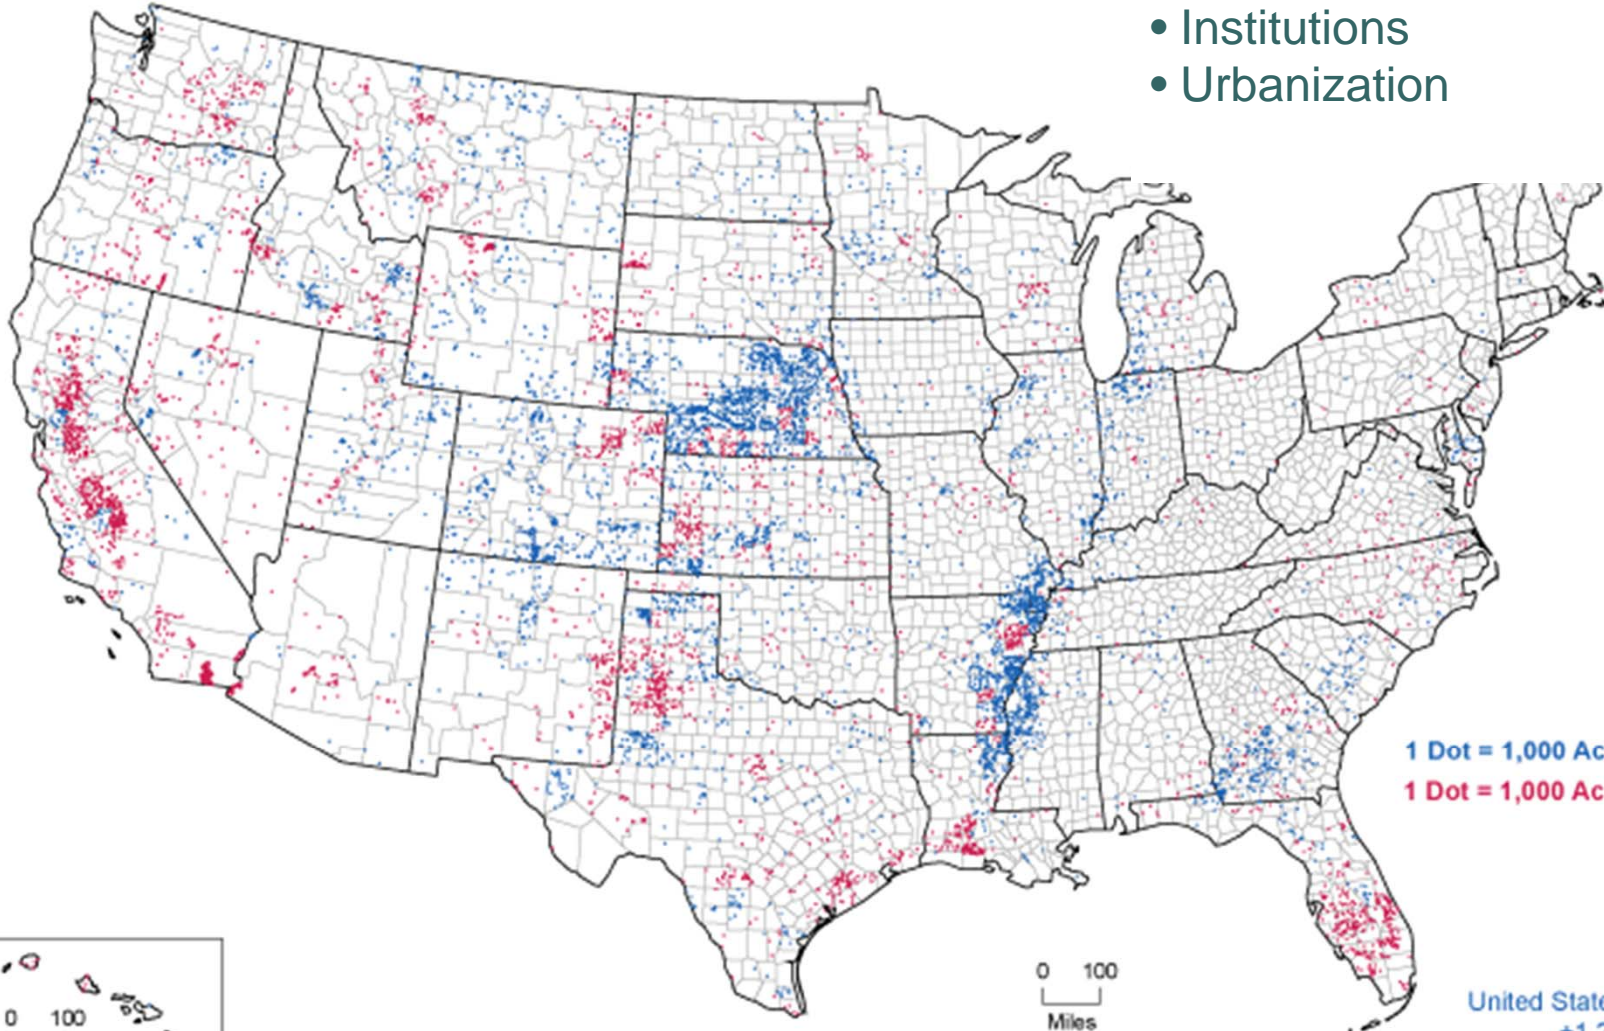 • Institutions
• Urbanization
1 Dot = 1,000 Ac
1 Dot = 1,000 Ac
0 100
Miles
0 100
United State